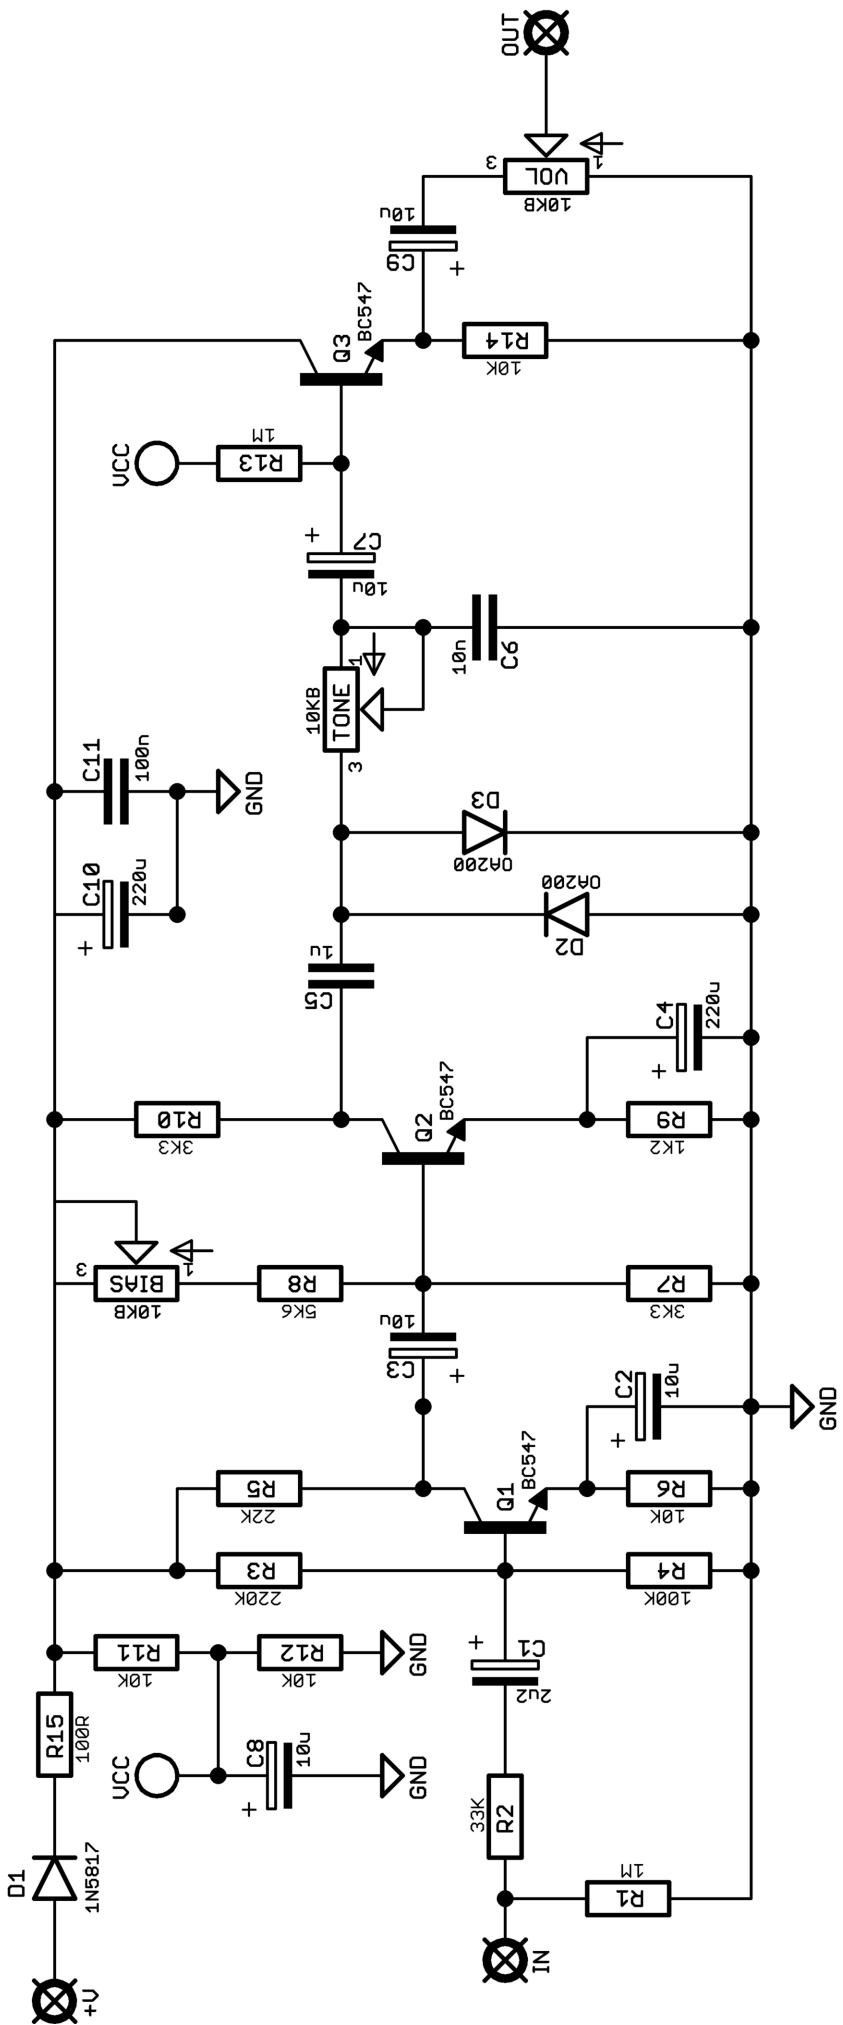 OUT
3
VOL
1
10KB
10u
C9
+
Q3
BC547
R14
10K
VCC
R13
1M
+
C7
10u
10n
C6
1
10KB
TONE
3
C11
100n
GND
C10
220u
+
D3
OA200
OA200
D2
1u
C5
C4
220u
+
R10
3K3
Q2
BC547
R9
1K2
3
BIAS
1
10KB
R8
5K6
R7
3K3
10u
C3
+
C2
10u
+
GND
R5
22K
Q1
BC547
R6
10K
R3
220K
R4
100K
R11
10K
R12
10K
GND
+
C1
2u2
R15
100R
VCC
C8
10u
+
GND
33K
R2
D1
1N5817
R1
1M
+V
IN